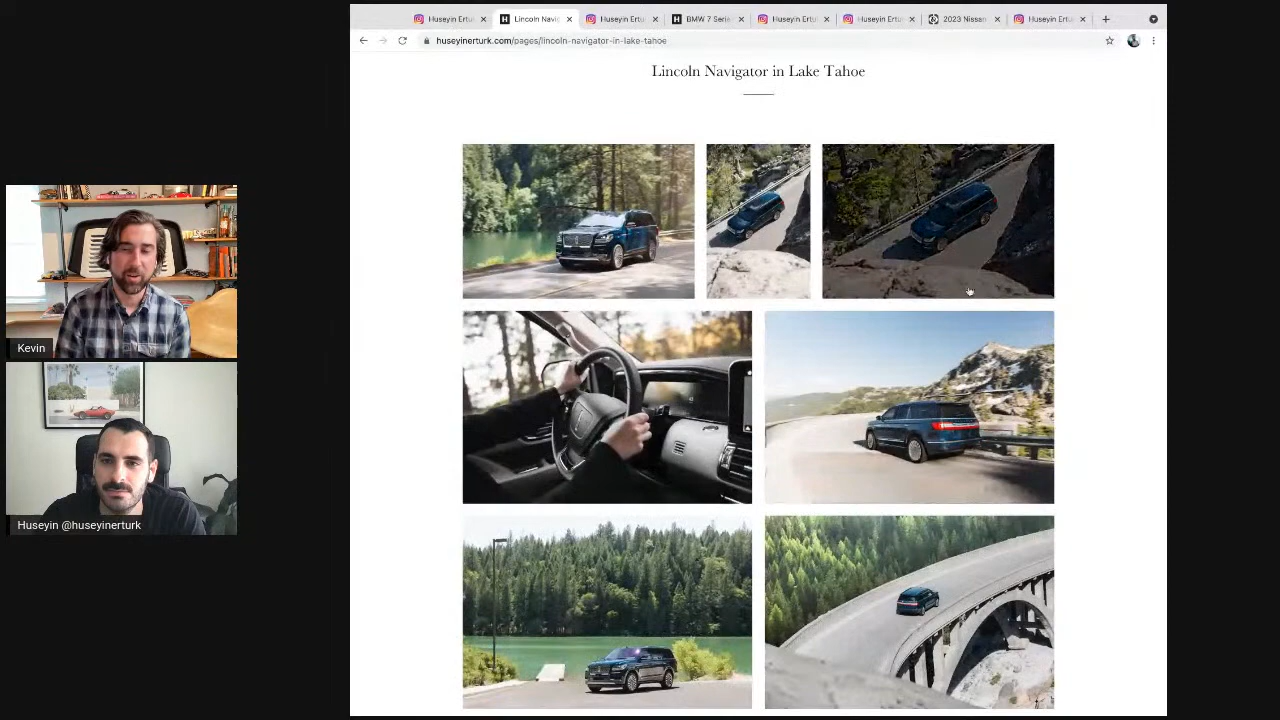 Huseyin Ertu
Lincoln Navig
Huseyin Ertu
BMW 7 Serie
Huseyin Ertu
Huseyin Ertu
2023 Nissan
Huseyin Ertu
huseyinerturk.com/pages/lincoln-navigator-in-lake-tahoe
Lincoln Navigator in Lake Tahoe
Kevin
Huseyin @huseyinerturk